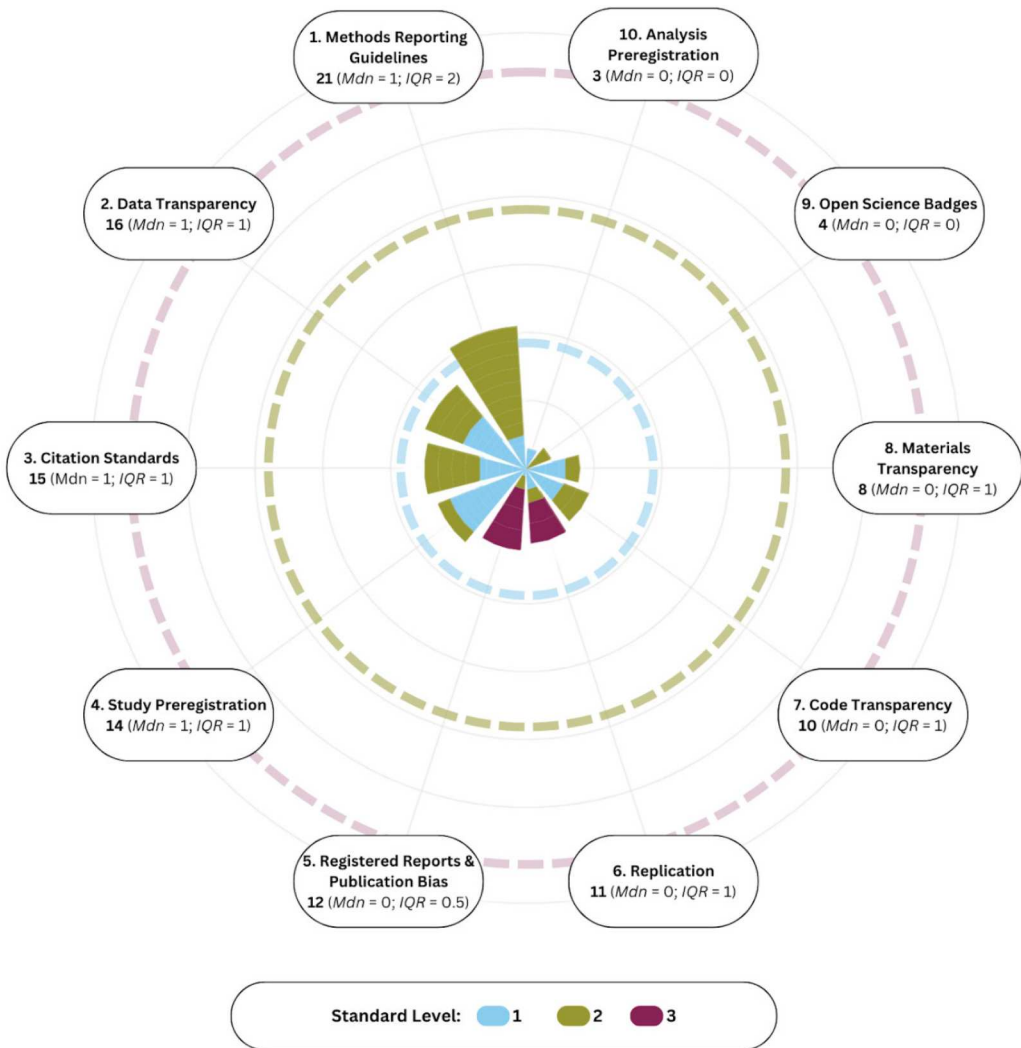 1. Methods Reporting
Guidelines
21 (Mdn = 1; IQR = 2)
10. Analysis
Preregistration
3 (Mdn = 0; IQR = 0)
2. Data Transparency
16 (Mdn = 1; IQR = 1)
9. Open Science Badges
4 (Mdn = 0; IQR = 0)
3. Citation Standards
15 (Mdn = 1; IQR = 1)
8. Materials
Transparency
8 (Mdn = 0; IQR = 1)
4. Study Preregistration
14 (Mdn = 1; IQR = 1)
7. Code Transparency
10 (Mdn = 0; IQR = 1)
5. Registered Reports &
Publication Bias
12 (Mdn = 0; IQR = 0.5)
6. Replication
11 (Mdn = 0; IQR = 1)
Standard Level: 1 2 3